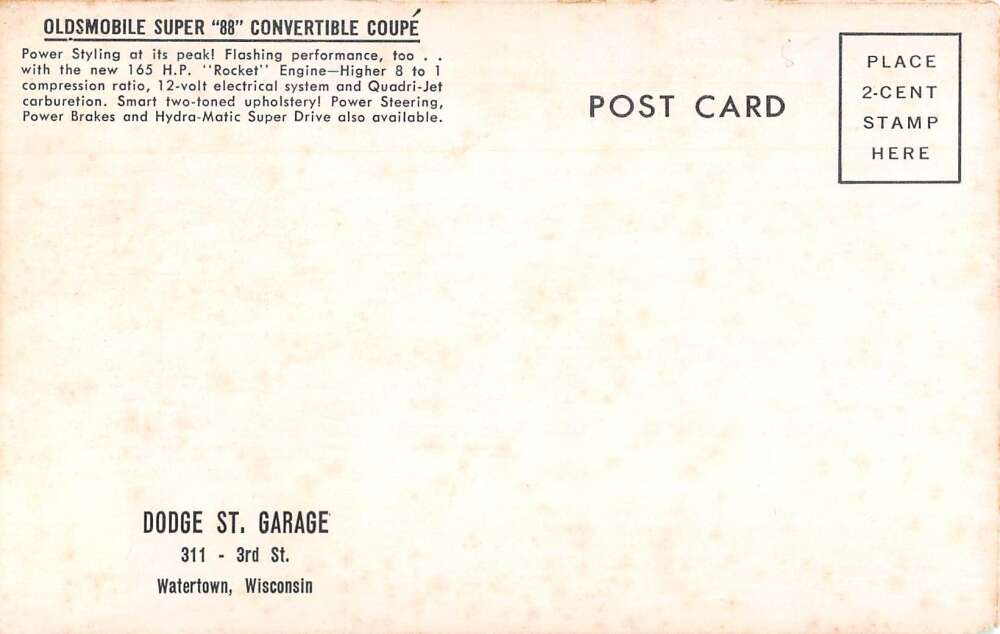 OLDSMOBILE SUPER “88” CONVERTIBLE COUPÉ
Power Styling at its peak! Flashing performance, too . .
with the new 165 H.P. ‘‘Rocket’’ Engine—Higher 8 to 1
compression ratio, 12-volt electrical system and Quadri-Jet
carburetion. Smart two-toned upholstery! Power Steering,
Power Brakes and Hydra-Matic Super Drive also available.
POST CARD
PLACE
2-CENT
STAMP
HERE
DODGE ST. GARAGE
311 - 3rd St.
Watertown, Wisconsin